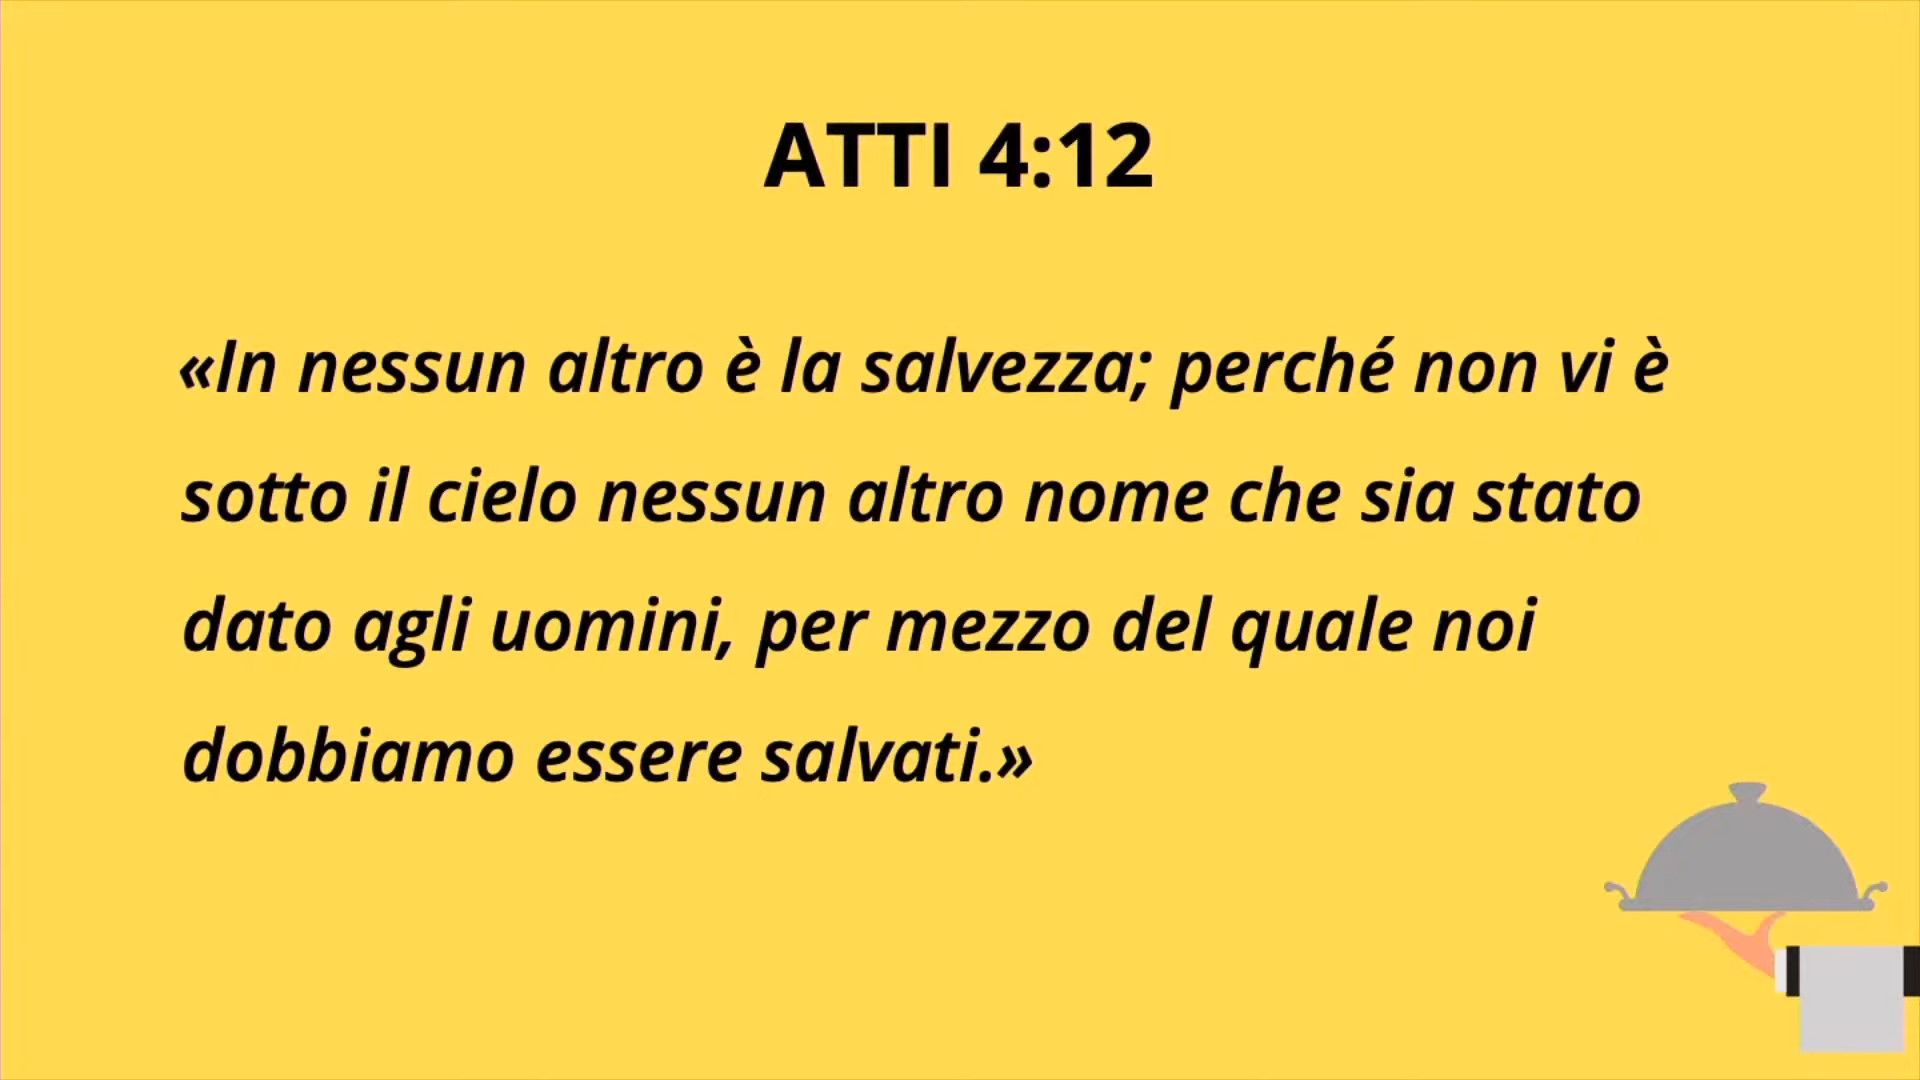 ATTI 4:12
«In nessun altro è la salvezza; perché non vi è
sotto il cielo nessun altro nome che sia stato
dato agli uomini, per mezzo del quale noi
dobbiamo essere salvati.»